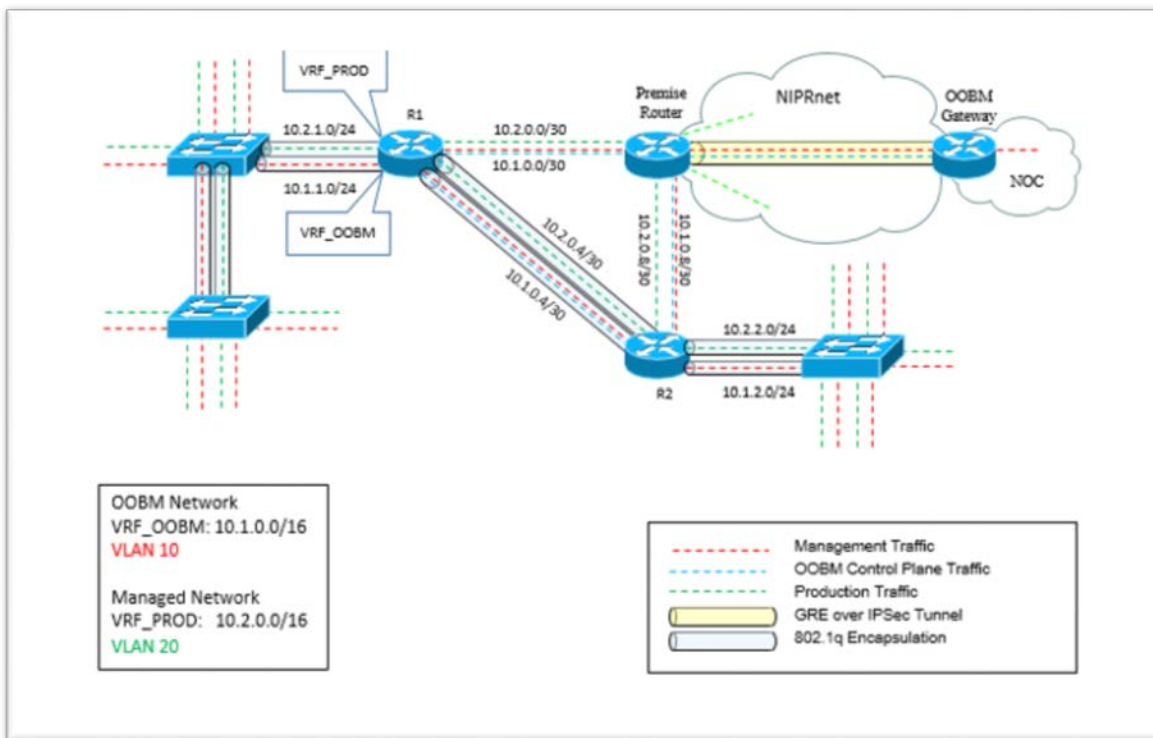 VRF_PROD
R1
10.2.1.0/24
10.1.1.0/24
VRF_OOBM
10.2.0.0/30
10.1.0.0/30
Premise
Router
NIPRnet
OOBM
Gateway
NOC
10.2.0.4/30
10.1.0.4/30
10.2.0.8/30
10.1.0.8/30
10.2.2.0/24
10.1.2.0/24
R2
OOBM Network
VRF_OOBM: 10.1.0.0/16
VLAN 10
Managed Network
VRF_PROD: 10.2.0.0/16
VLAN 20
Management Traffic
OOBM Control Plane Traffic
Production Traffic
GRE over IPSec Tunnel
802.1q Encapsulation